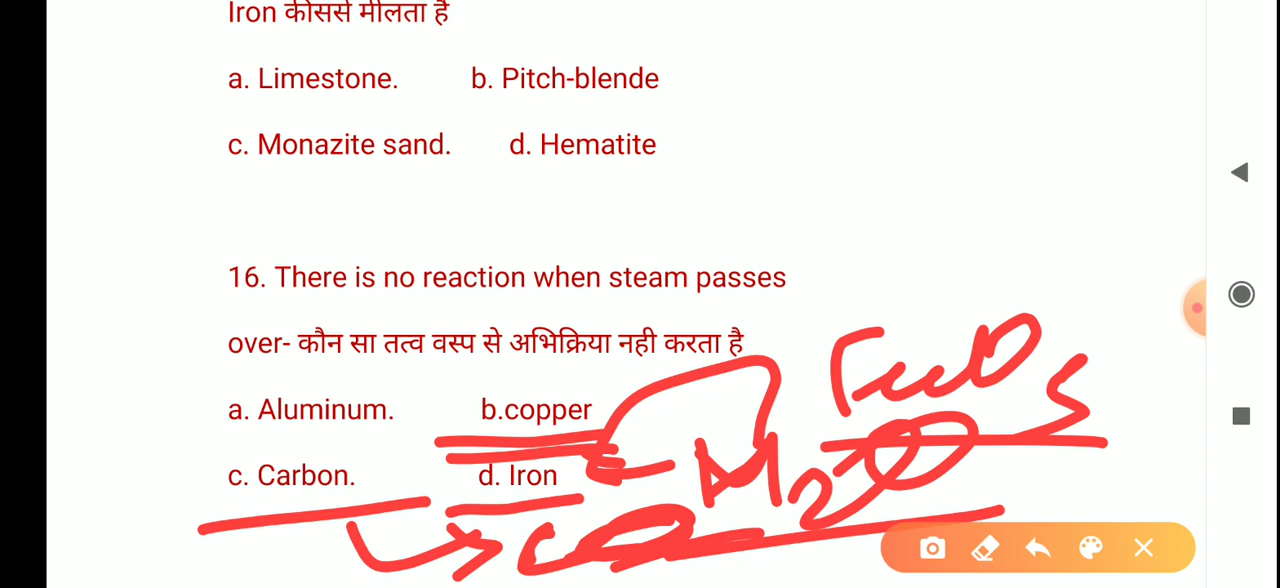 Iron कीससे मीलता है
a. Limestone. b. Pitch-blende
c. Monazite sand. d. Hematite
16. There is no reaction when steam passes
over- कौन सा तत्व वस्प से अभिक्रिया नही करता है
a. Aluminum. b.copper
c. Carbon. d. Iron